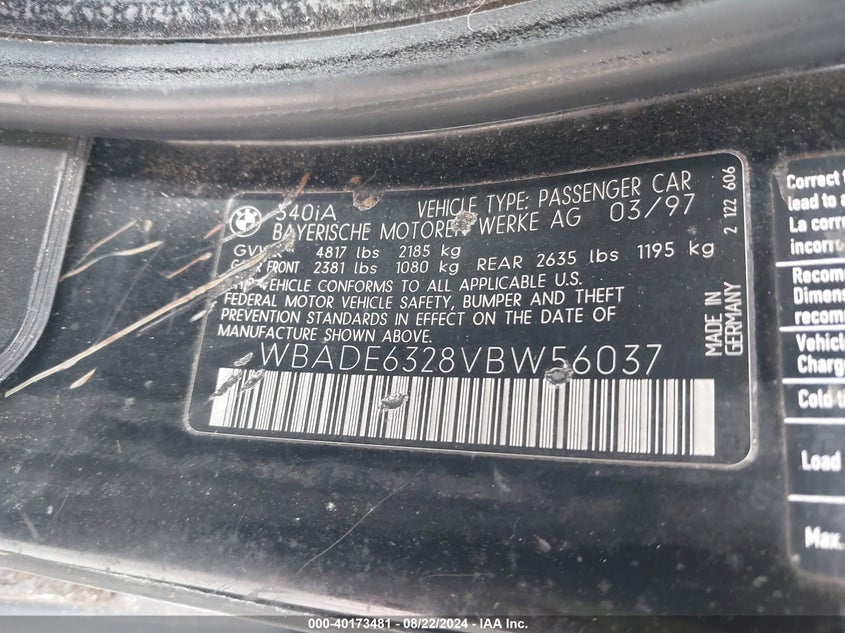 540iA VEHICLE TYPE: PASSENGER CAR
BAYERISCHE MOTOREN WERKE AG 03/97
4817 lbs 2185 kg
FRONT 2381 lbs 1080 kg REAR 2635 lbs 1195 kg
VEHICLE CONFORMS TO ALL APPLICABLE U.S.
FEDERAL MOTOR VEHICLE SAFETY, BUMPER AND THEFT
PREVENTION STANDARDS IN EFFECT ON THE DATE OF
MANUFACTURE SHOWN ABOVE.
WBADE6328VBW56037
MADE IN
GERMANY
2 122 606
Correct
lead to a
La corre
incorre
Recom
Dimen
recom
Vehicl
Charg
Cold ti
Load
Max.
000-40173481 - 08/22/2024 - IAA Inc.